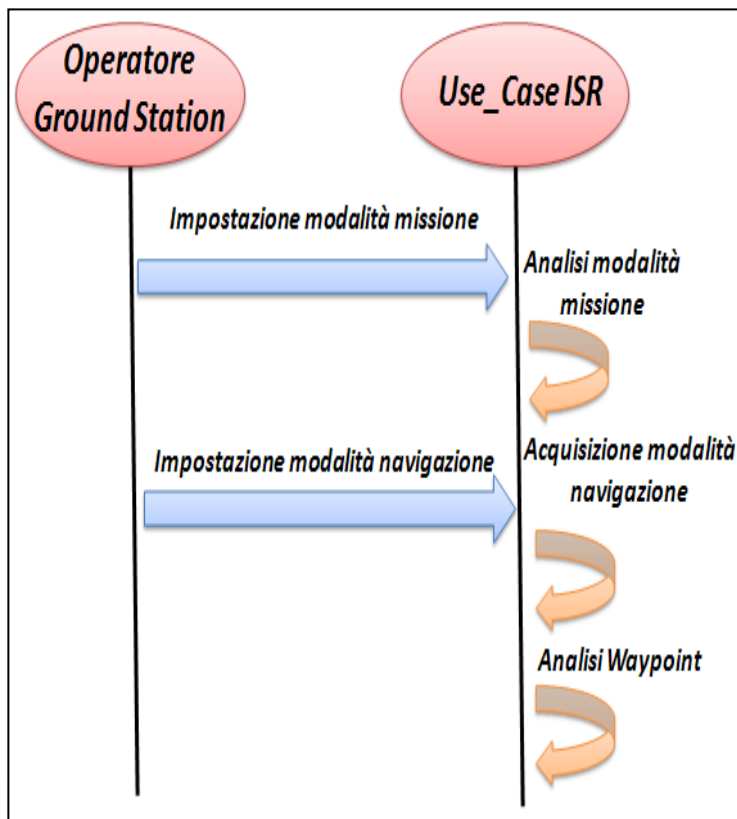 Operatore
Ground Station
Use_Case ISR
Impostazione modalità missione
Analisi modalità
missione
Impostazione modalità navigazione
Acquisizione modalità
navigazione
Analisi Waypoint